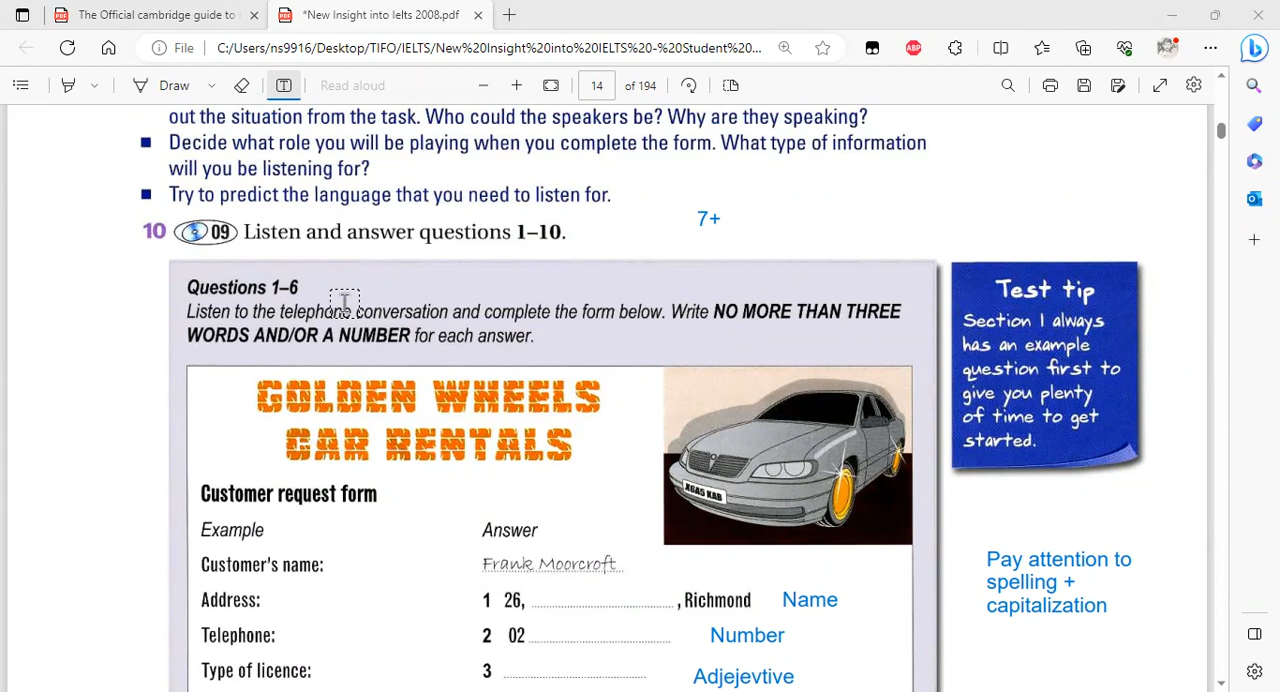 The Official cambridge guide to
*New Insight into Ielts 2008.pdf
File
C:/Users/ns9916/Desktop/TIFO/IELTS/New%20Insight%20into%20IELTS%20-%20Student%20...
ABP
Draw
Read aloud
14
of 194
out the situation from the task. Who could the speakers be? Why are they speaking?
Decide what role you will be playing when you complete the form. What type of information
will you be listening for?
Try to predict the language that you need to listen for.
7+
10 09 Listen and answer questions 1–10.
Questions 1–6
Listen to the telephone conversation and complete the form below. Write NO MORE THAN THREE
WORDS AND/OR A NUMBER for each answer.
Test tip
Section 1 always
has an example
question first to
give you plenty
of time to get
started.
GOLDEN WHEELS
CAR RENTALS
X6A5 KAB
Customer request form
Example Answer
Customer's name: Frank Moorcroft
Address: 1 26, , Richmond Name
Telephone: 2 02 Number
Type of licence: 3 Adjejevtive
Pay attention to
spelling +
capitalization